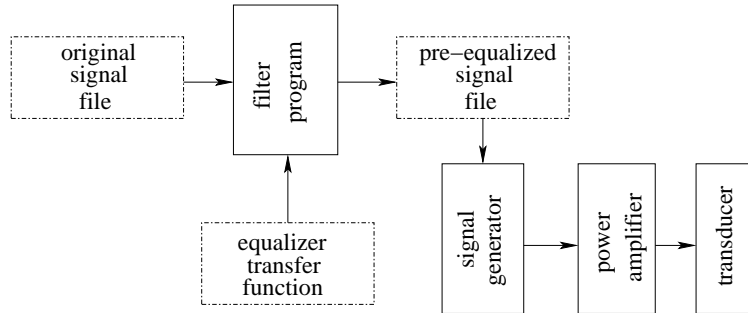 original
signal
file
filter
program
pre-equalized
signal
file
equalizer
transfer
function
signal
generator
power
amplifier
transducer